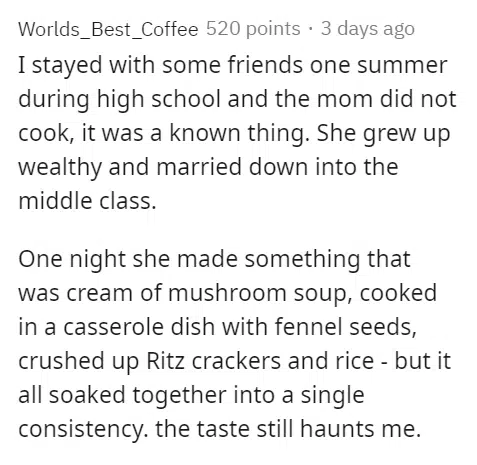 Worlds_Best_Coffee 520 points · 3 days ago
I stayed with some friends one summer
during high school and the mom did not
cook, it was a known thing. She grew up
wealthy and married down into the
middle class.
One night she made something that
was cream of mushroom soup, cooked
in a casserole dish with fennel seeds,
crushed up Ritz crackers and rice - but it
all soaked together into a single
consistency. the taste still haunts me.